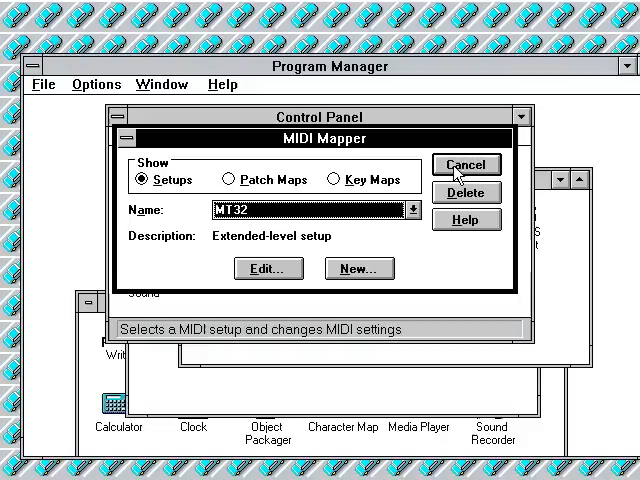 Program Manager
File Options Window Help
Control Panel
MIDI Mapper
Show
Setups Patch Maps Key Maps
Cancel
Delete
Help
Name: MT32
Description: Extended-level setup
Edit... New...
Sound
Selects a MIDI setup and changes MIDI settings
Writ
Calculator Clock Object Packager Character Map Media Player Sound Recorder